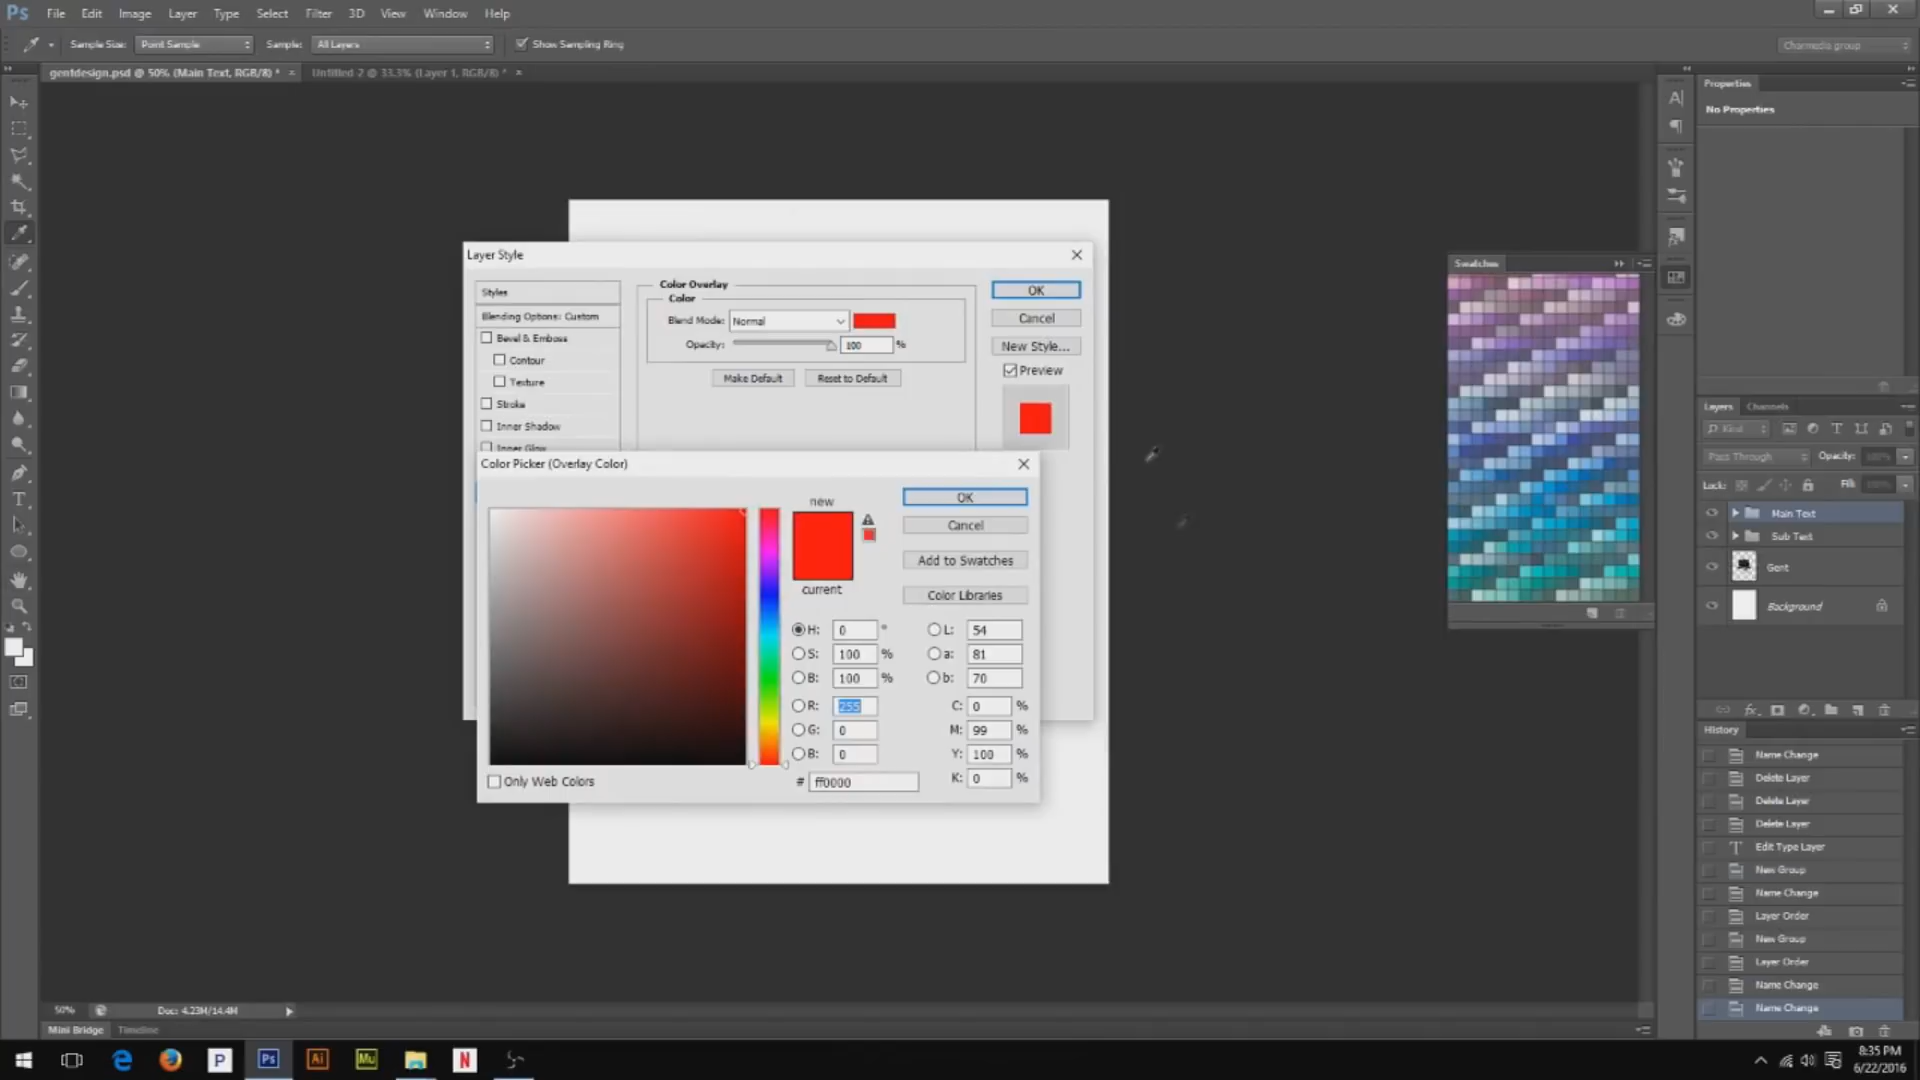 Ps File Edit Image Layer Type Select Filter 3D View Window Help
Sample Size: Point Sample Sample: All Layers Show Sampling Ring Charmedia group
gentdesign.psd @ 50% (Main Text, RGB/8) * × Untitled 2 @ 33.3% (Layer 1, RGB/8) * ×
Properties
No Properties
Layer Style
Styles
Blending Options: Custom
Bevel & Emboss
Contour
Texture
Stroke
Inner Shadow
Inner Glow
Color Overlay
Color
Blend Mode: Normal
Opacity: 100 %
Make Default Reset to Default
OK
Cancel
New Style...
Preview
Color Picker (Overlay Color)
new
current
OK
Cancel
Add to Swatches
Color Libraries
H: 0 ° L: 54
S: 100 % a: 81
B: 100 % b: 70
R: 255 C: 0 %
G: 0 M: 99 %
B: 0 Y: 100 %
# ff0000 K: 0 %
Only Web Colors
Swatches
Layers Channels
Kind
Pass Through Opacity: 100%
Lock: Fill: 100%
Main Text
Sub Text
Gent
Background
History
Name Change
Delete Layer
Delete Layer
Delete Layer
Edit Type Layer
New Group
Name Change
Layer Order
New Group
Layer Order
Name Change
Name Change
50% Doc: 4.23M/14.4M
Mini Bridge Timeline
P Ps Ai Mu N
8:35 PM
6/22/2016